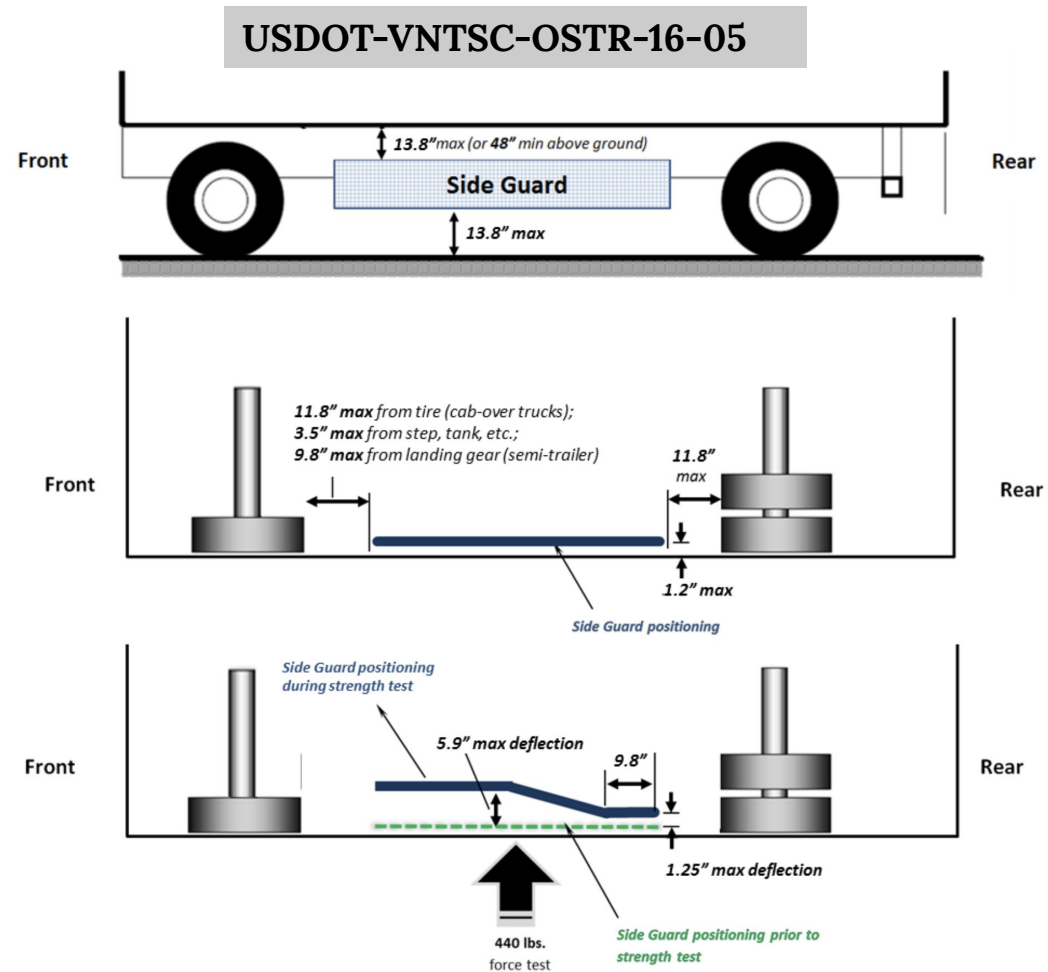 USDOT-VNTSC-OSTR-16-05
Front
13.8" max (or 48" min above ground)
Side Guard
Rear
13.8" max
11.8" max from tire (cab-over trucks);
3.5" max from step, tank, etc.;
9.8" max from landing gear (semi-trailer)
11.8"
max
Front
Rear
1.2" max
Side Guard positioning
Side Guard positioning
during strength test
5.9" max deflection
9.8"
Front
Rear
1.25" max deflection
440 lbs.
force test
Side Guard positioning prior to
strength test